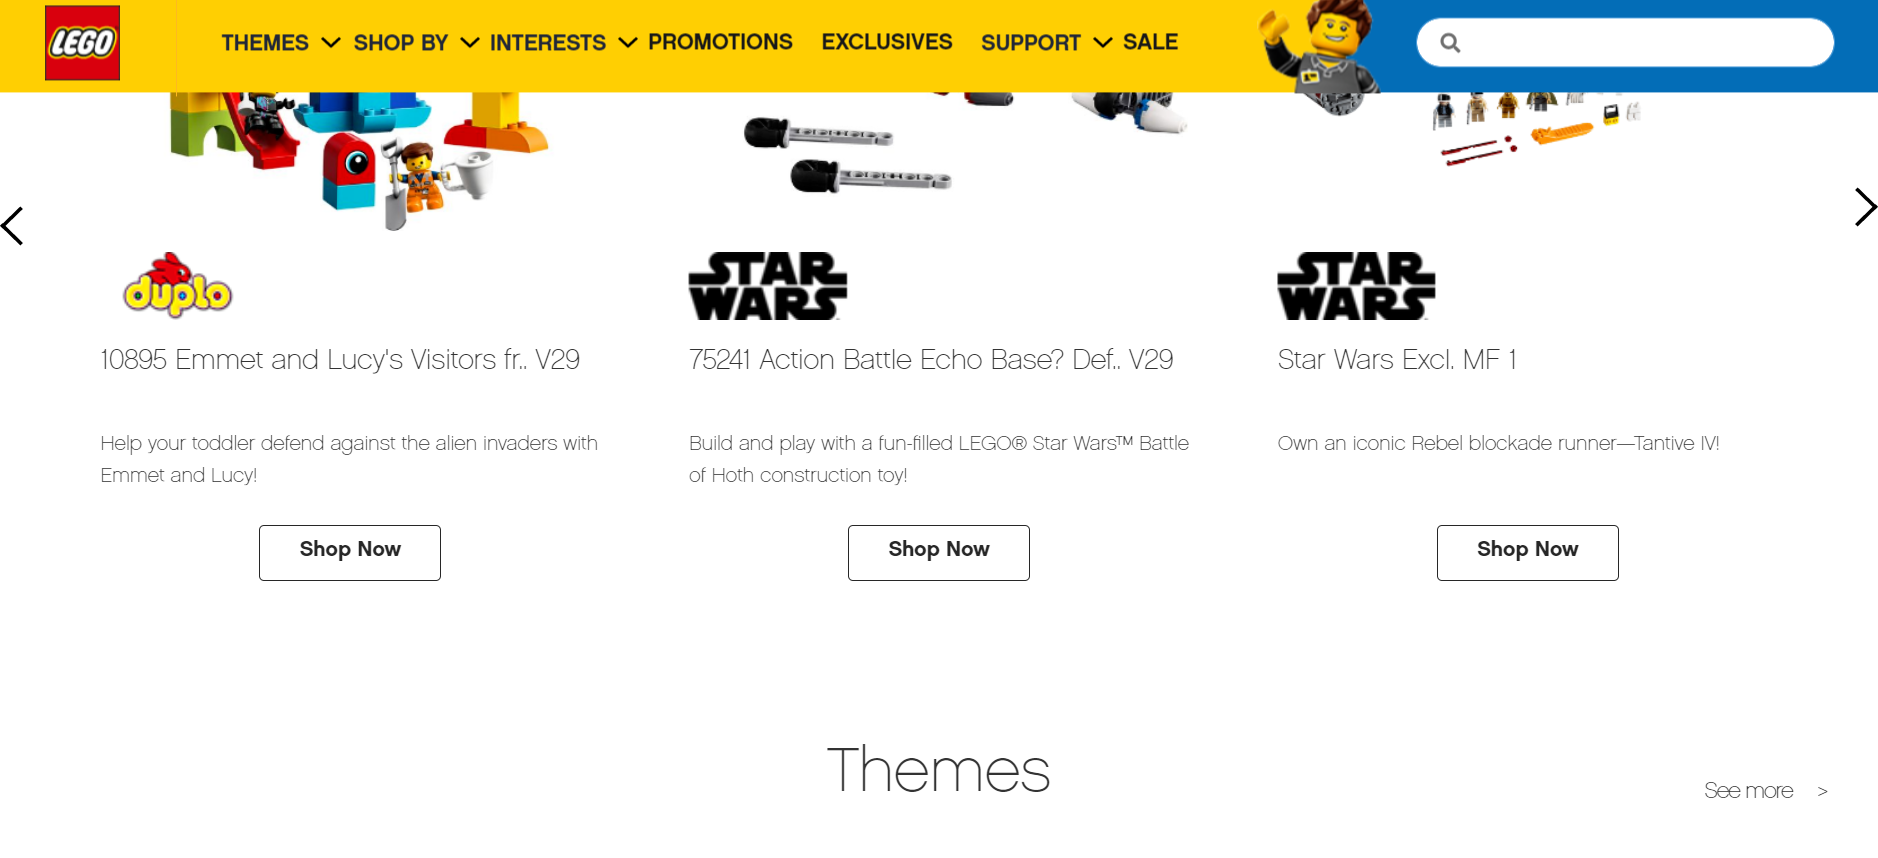 LEGO
THEMES SHOP BY INTERESTS PROMOTIONS EXCLUSIVES SUPPORT SALE
duplo
STAR WARS
STAR WARS
10895 Emmet and Lucy's Visitors fr.. V29
75241 Action Battle Echo Base? Def.. V29
Star Wars Excl. MF 1
Help your toddler defend against the alien invaders with
Emmet and Lucy!
Build and play with a fun-filled LEGO® Star Wars™ Battle
of Hoth construction toy!
Own an iconic Rebel blockade runner—Tantive IV!
Shop Now
Shop Now
Shop Now
Themes
See more >